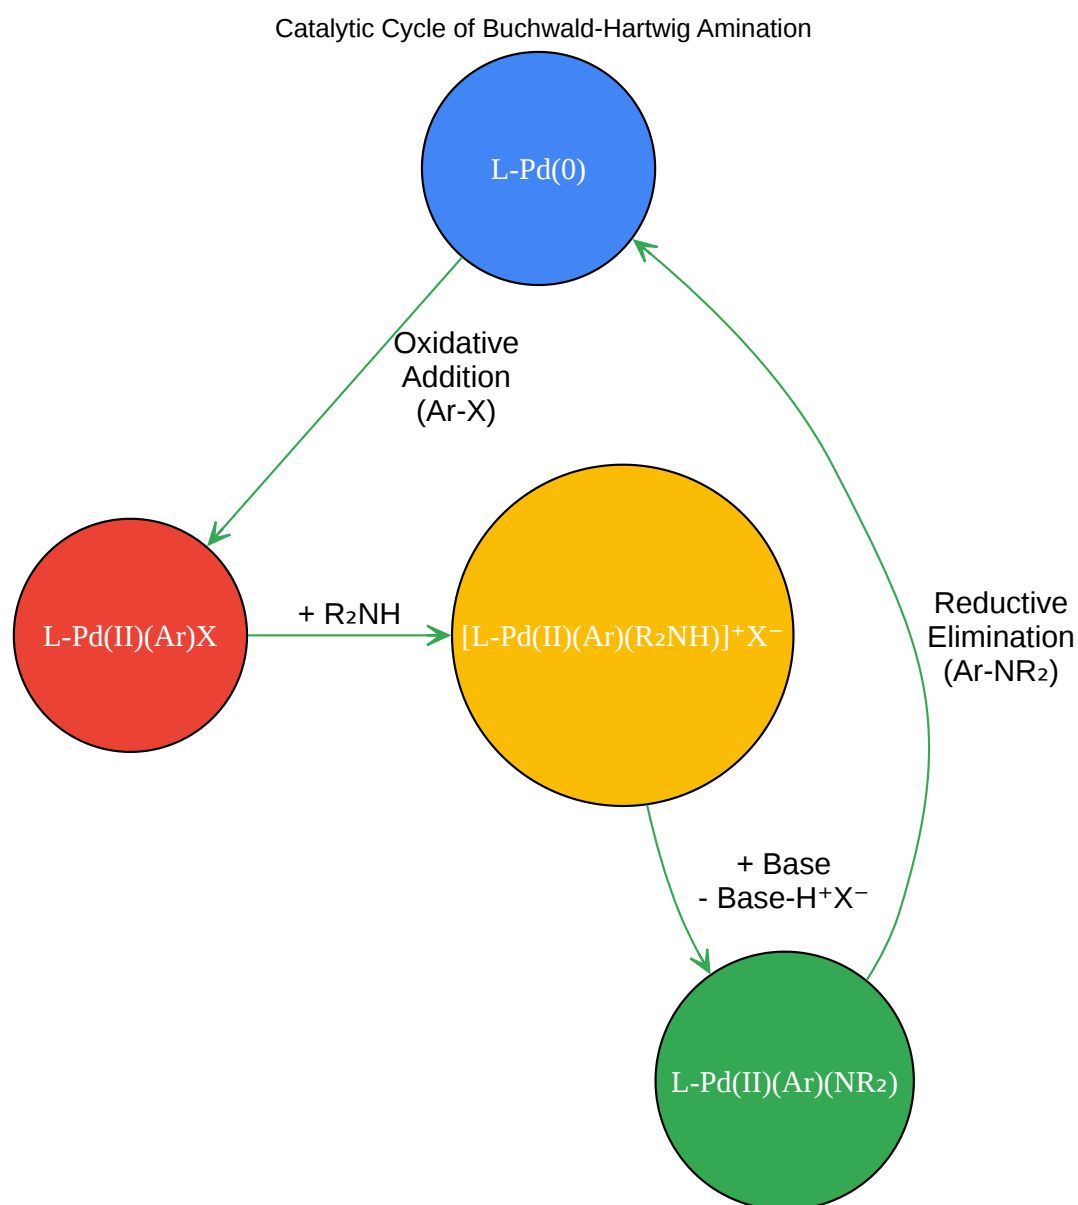 Catalytic Cycle of Buchwald-Hartwig Amination
L-Pd(0)
Oxidative
Addition
(Ar-X)
L-Pd(II)(Ar)X
+ R₂NH
[L-Pd(II)(Ar)(R₂NH)]⁺X⁻
Reductive
Elimination
(Ar-NR₂)
+ Base
- Base-H⁺X⁻
L-Pd(II)(Ar)(NR₂)